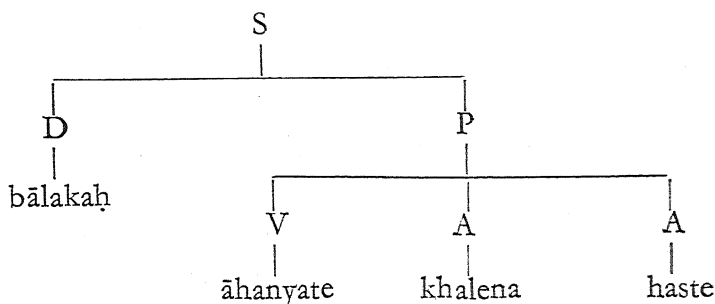 S
D P
bālakaḥ
V A A
āhanyate khalena haste